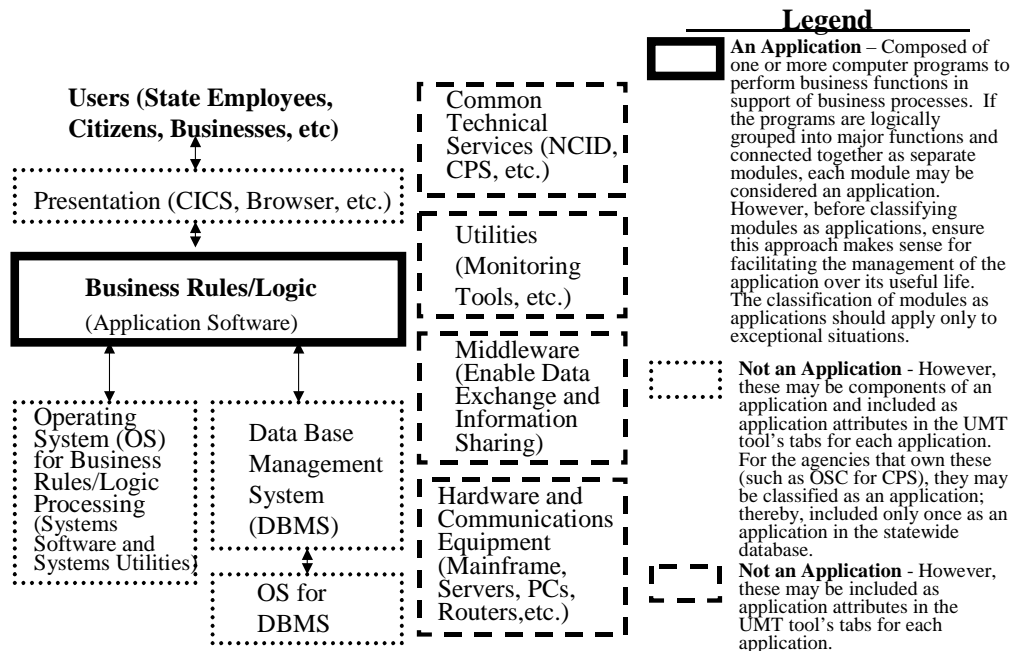 Users (State Employees,
Citizens, Businesses, etc)
Presentation (CICS, Browser, etc.)
Business Rules/Logic
(Application Software)
Operating
System (OS)
for Business
Rules/Logic
Processing
(Systems
Software and
Systems Utilities)
Data Base
Management
System
(DBMS)
OS for
DBMS
Common
Technical
Services (NCID,
CPS, etc.)
Utilities
(Monitoring
Tools, etc.)
Middleware
(Enable Data
Exchange and
Information
Sharing)
Hardware and
Communications
Equipment
(Mainframe,
Servers, PCs,
Routers,etc.)
Legend
An Application – Composed of
one or more computer programs to
perform business functions in
support of business processes. If
the programs are logically
grouped into major functions and
connected together as separate
modules, each module may be
considered an application.
However, before classifying
modules as applications, ensure
this approach makes sense for
facilitating the management of the
application over its useful life.
The classification of modules as
applications should apply only to
exceptional situations.
Not an Application - However,
these may be components of an
application and included as
application attributes in the UMT
tool's tabs for each application.
For the agencies that own these
(such as OSC for CPS), they may
be classified as an application;
thereby, included only once as an
application in the statewide
database.
Not an Application - However,
these may be included as
application attributes in the
UMT tool's tabs for each
application.